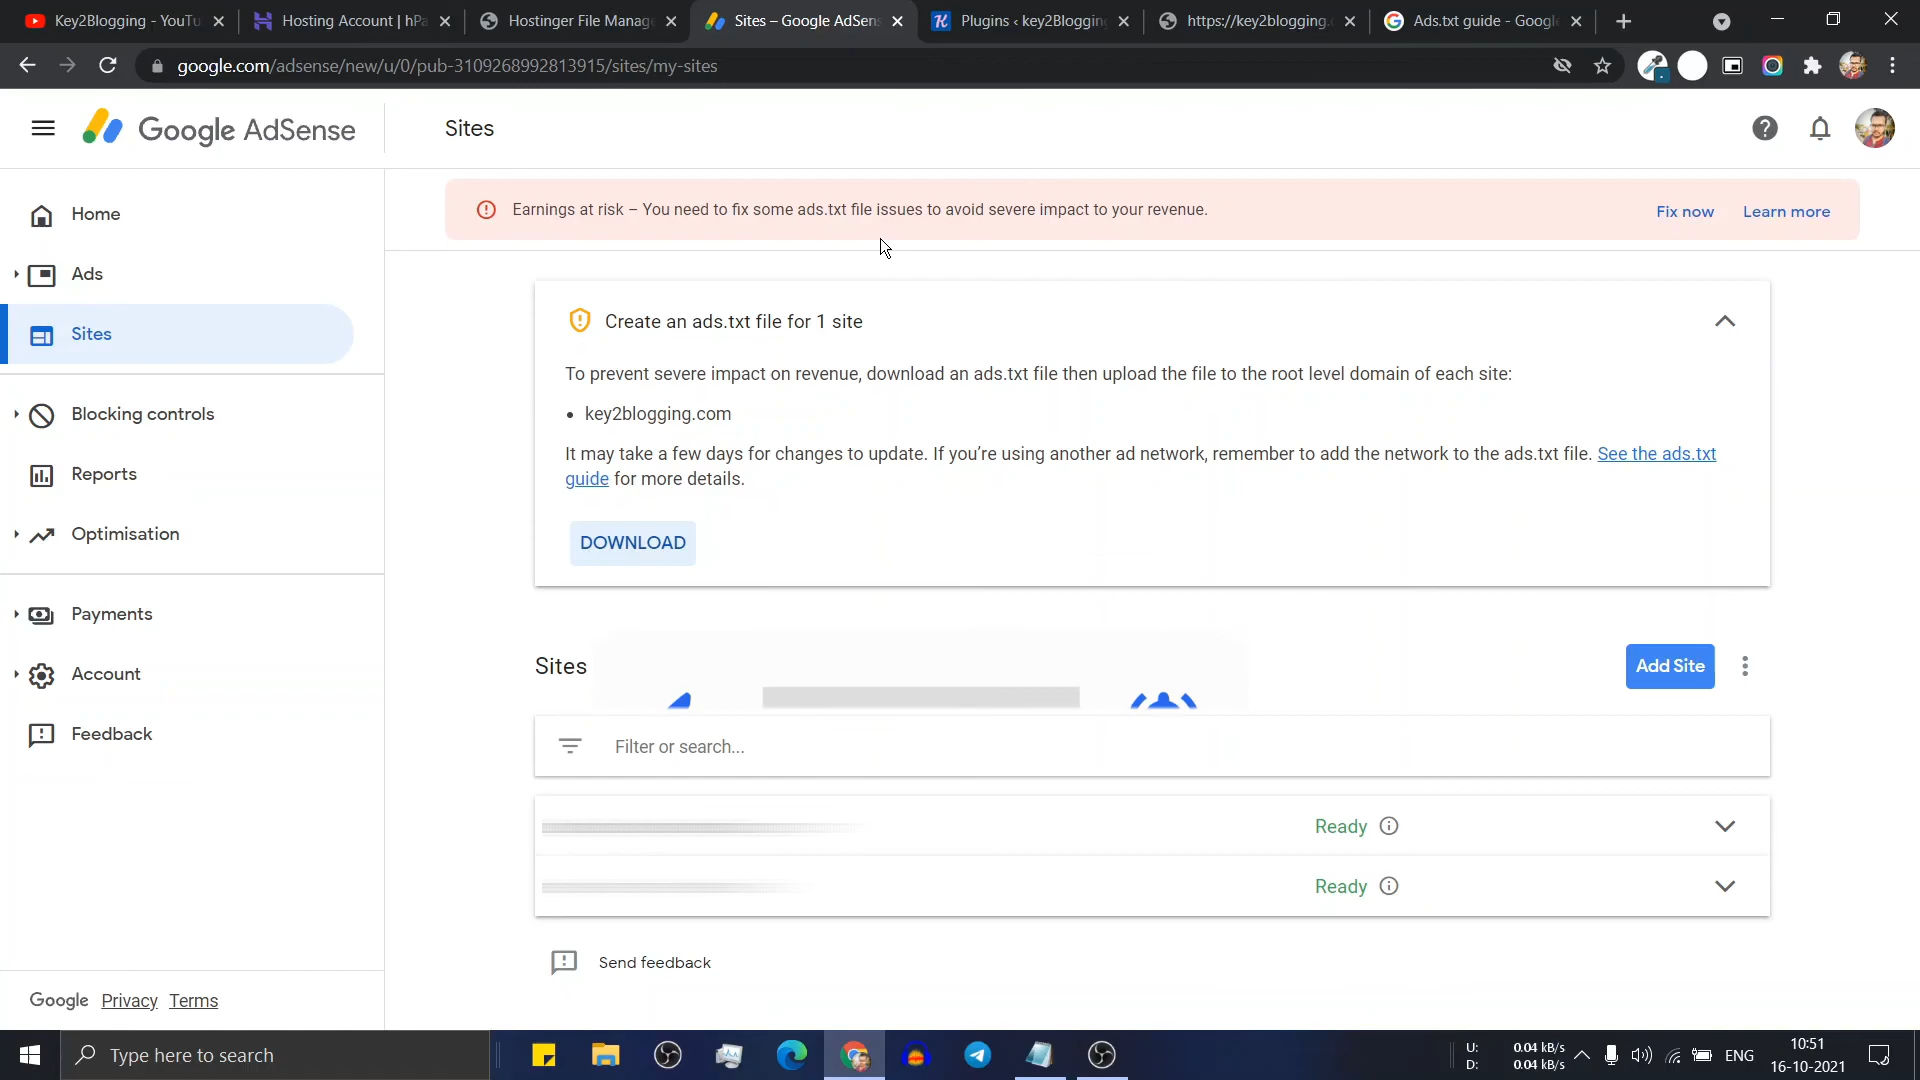 Key2Blogging - YouTu
Hosting Account | hPa
Hostinger File Manag
Sites – Google AdSens
Plugins ‹ key2Blogging
https://key2blogging.
Ads.txt guide - Google
google.com/adsense/new/u/0/pub-3109268992813915/sites/my-sites
Google AdSense
Sites
Home
Ads
Sites
Blocking controls
Reports
Optimisation
Payments
Account
Feedback
Google Privacy Terms
Earnings at risk – You need to fix some ads.txt file issues to avoid severe impact to your revenue.
Fix now
Learn more
Create an ads.txt file for 1 site
To prevent severe impact on revenue, download an ads.txt file then upload the file to the root level domain of each site:
• key2blogging.com
It may take a few days for changes to update. If you’re using another ad network, remember to add the network to the ads.txt file. See the ads.txt
guide for more details.
DOWNLOAD
Sites
Add Site
Filter or search...
Ready
Ready
Send feedback
Type here to search
U: 0.04 kB/s
D: 0.04 kB/s
ENG
10:51
16-10-2021